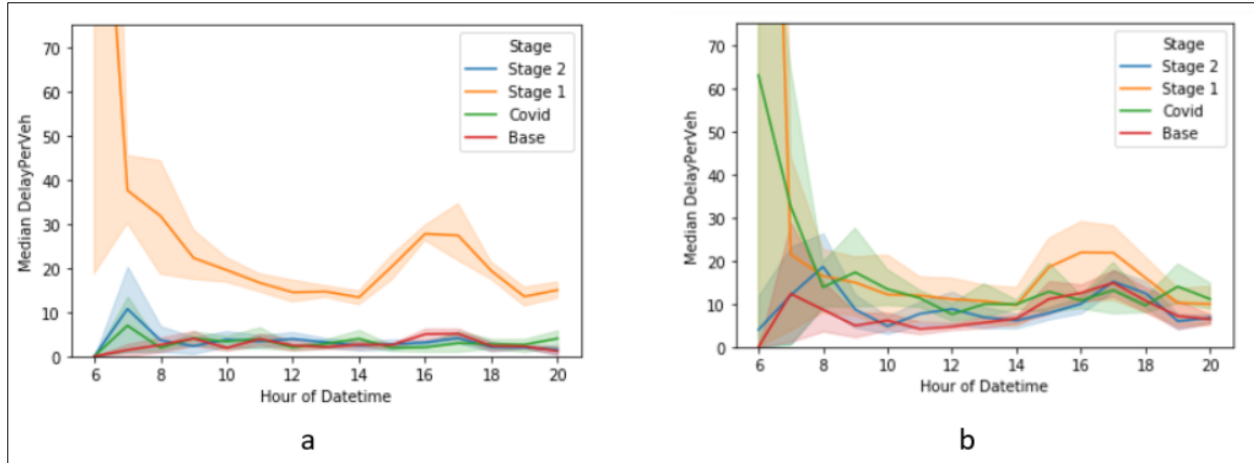 Stage
Stage 2
Stage 1
Covid
Base
Median DelayPerVeh
70
60
50
40
30
20
10
0
6 8 10 12 14 16 18 20
Hour of Datetime
a
Stage
Stage 2
Stage 1
Covid
Base
Median DelayPerVeh
70
60
50
40
30
20
10
0
6 8 10 12 14 16 18 20
Hour of Datetime
b